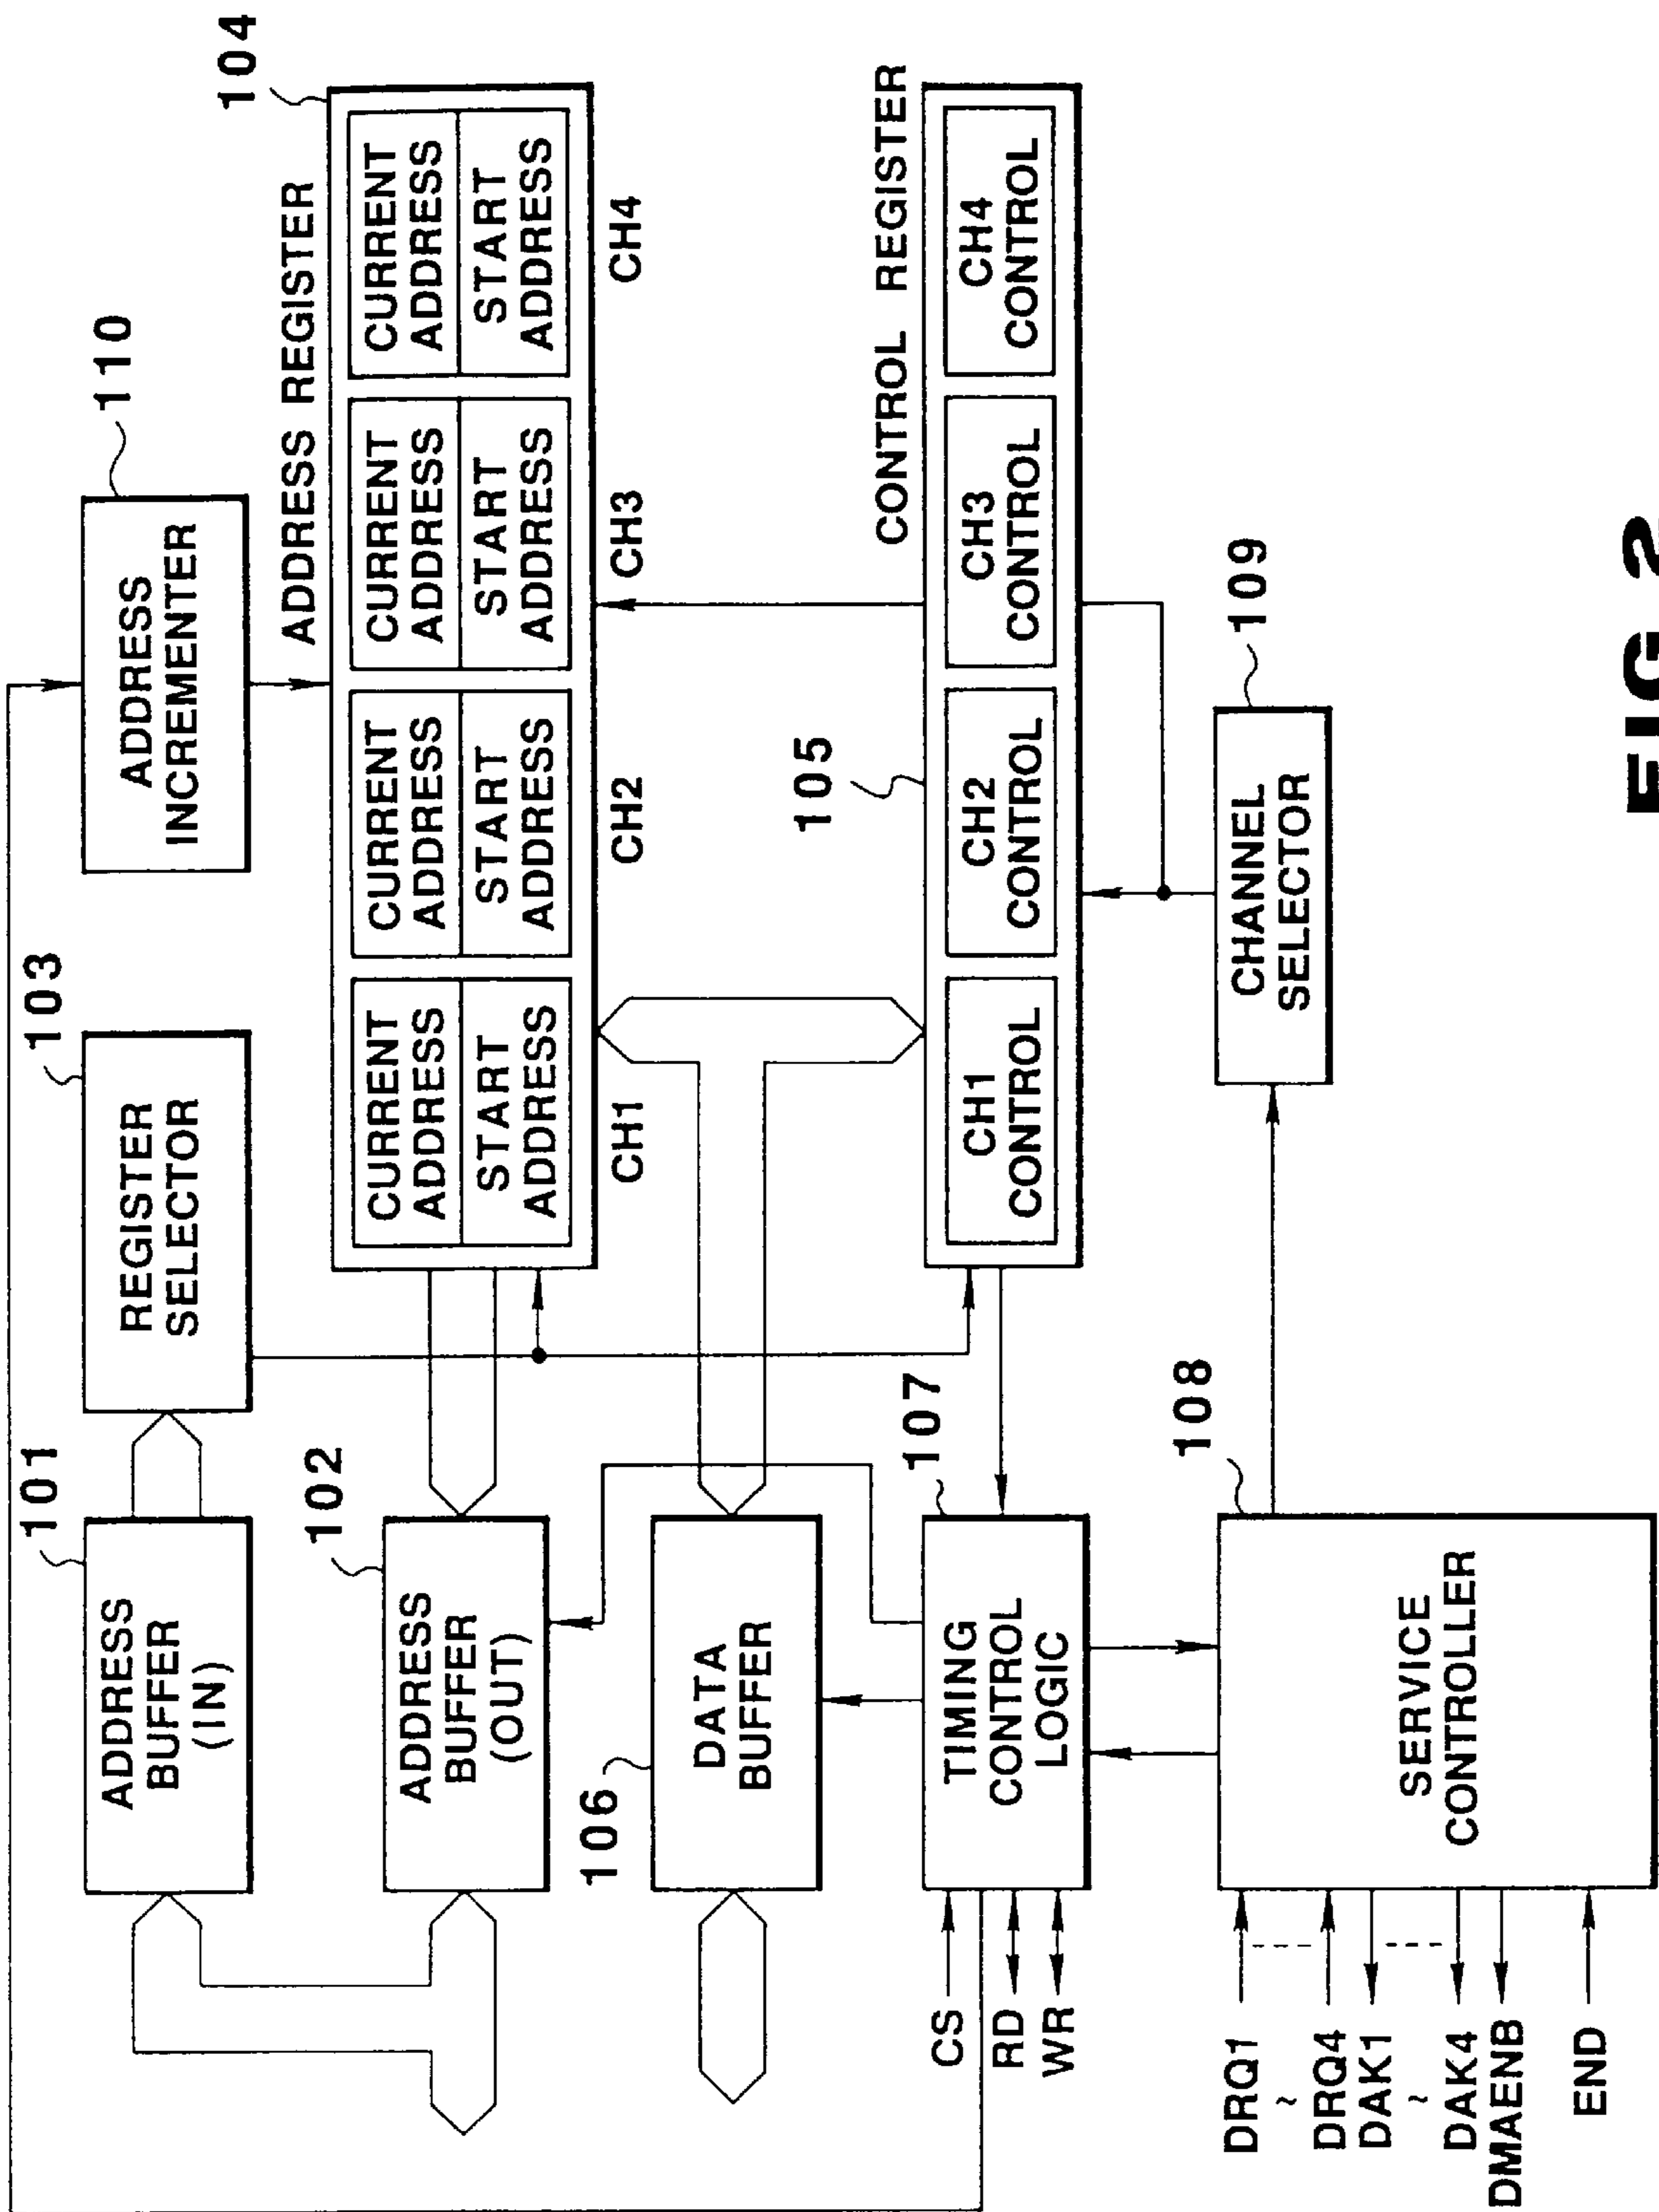 101
ADDRESS
BUFFER
(IN)
103
REGISTER
SELECTOR
110
ADDRESS
INCREMENTER
102
ADDRESS
BUFFER
(OUT)
104
ADDRESS REGISTER
CURRENT
ADDRESS
START
ADDRESS
CH1
CURRENT
ADDRESS
START
ADDRESS
CH2
CURRENT
ADDRESS
START
ADDRESS
CH3
CURRENT
ADDRESS
START
ADDRESS
CH4
106
DATA
BUFFER
105
CONTROL REGISTER
CH1
CONTROL
CH2
CONTROL
CH3
CONTROL
CH4
CONTROL
107
TIMING
CONTROL
LOGIC
CS
RD
WR
108
SERVICE
CONTROLLER
DRQ1
~
DRQ4
DAK1
~
DAK4
DMAENB
END
109
CHANNEL
SELECTOR
FIG.2